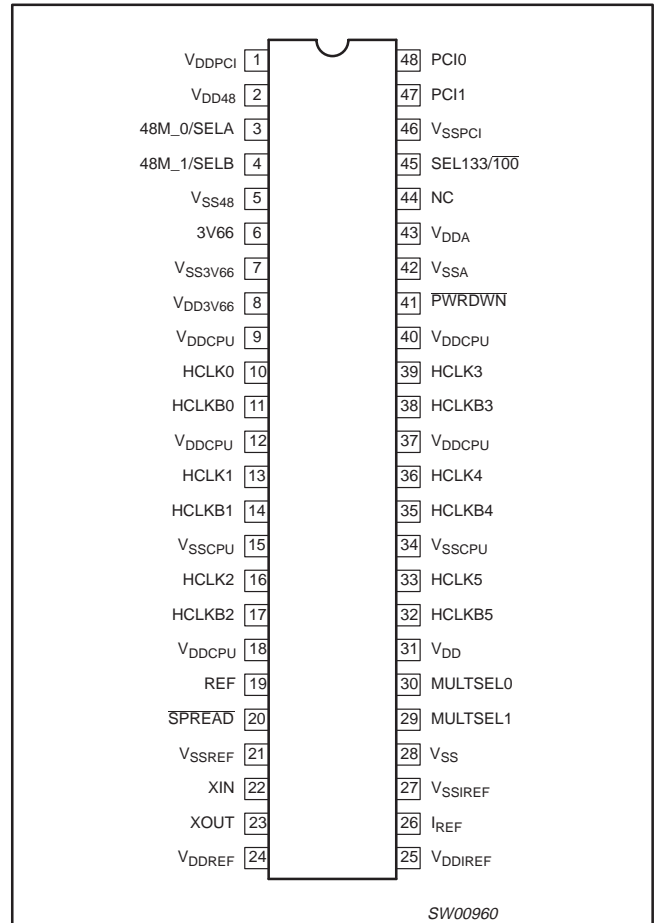 VDDPCI 1 48 PCI0
VDD48 2 47 PCI1
48M_0/SELA 3 46 VSSPCI
48M_1/SELB 4 45 SEL133/100
VSS48 5 44 NC
3V66 6 43 VDDA
VSS3V66 7 42 VSSA
VDD3V66 8 41 PWRDWN
VDDCPU 9 40 VDDCPU
HCLK0 10 39 HCLK3
HCLKB0 11 38 HCLKB3
VDDCPU 12 37 VDDCPU
HCLK1 13 36 HCLK4
HCLKB1 14 35 HCLKB4
VSSCPU 15 34 VSSCPU
HCLK2 16 33 HCLK5
HCLKB2 17 32 HCLKB5
VDDCPU 18 31 VDD
REF 19 30 MULTSEL0
SPREAD 20 29 MULTSEL1
VSSREF 21 28 VSS
XIN 22 27 VSSIREF
XOUT 23 26 IREF
VDDREF 24 25 VDDIREF
SW00960